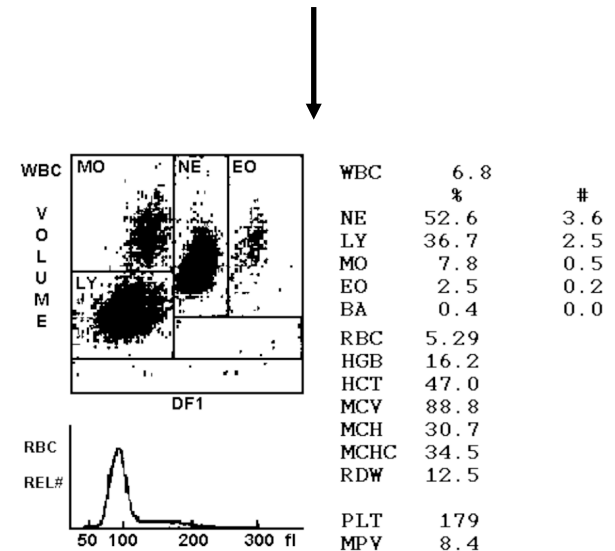 WBC
VOLUME
MO
NE
EO
LY
DF1
RBC
REL#
50 100 200 300 fl
WBC 6.8
% #
NE 52.6 3.6
LY 36.7 2.5
MO 7.8 0.5
EO 2.5 0.2
BA 0.4 0.0
RBC 5.29
HGB 16.2
HCT 47.0
MCV 88.8
MCH 30.7
MCHC 34.5
RDW 12.5
PLT 179
MPV 8.4